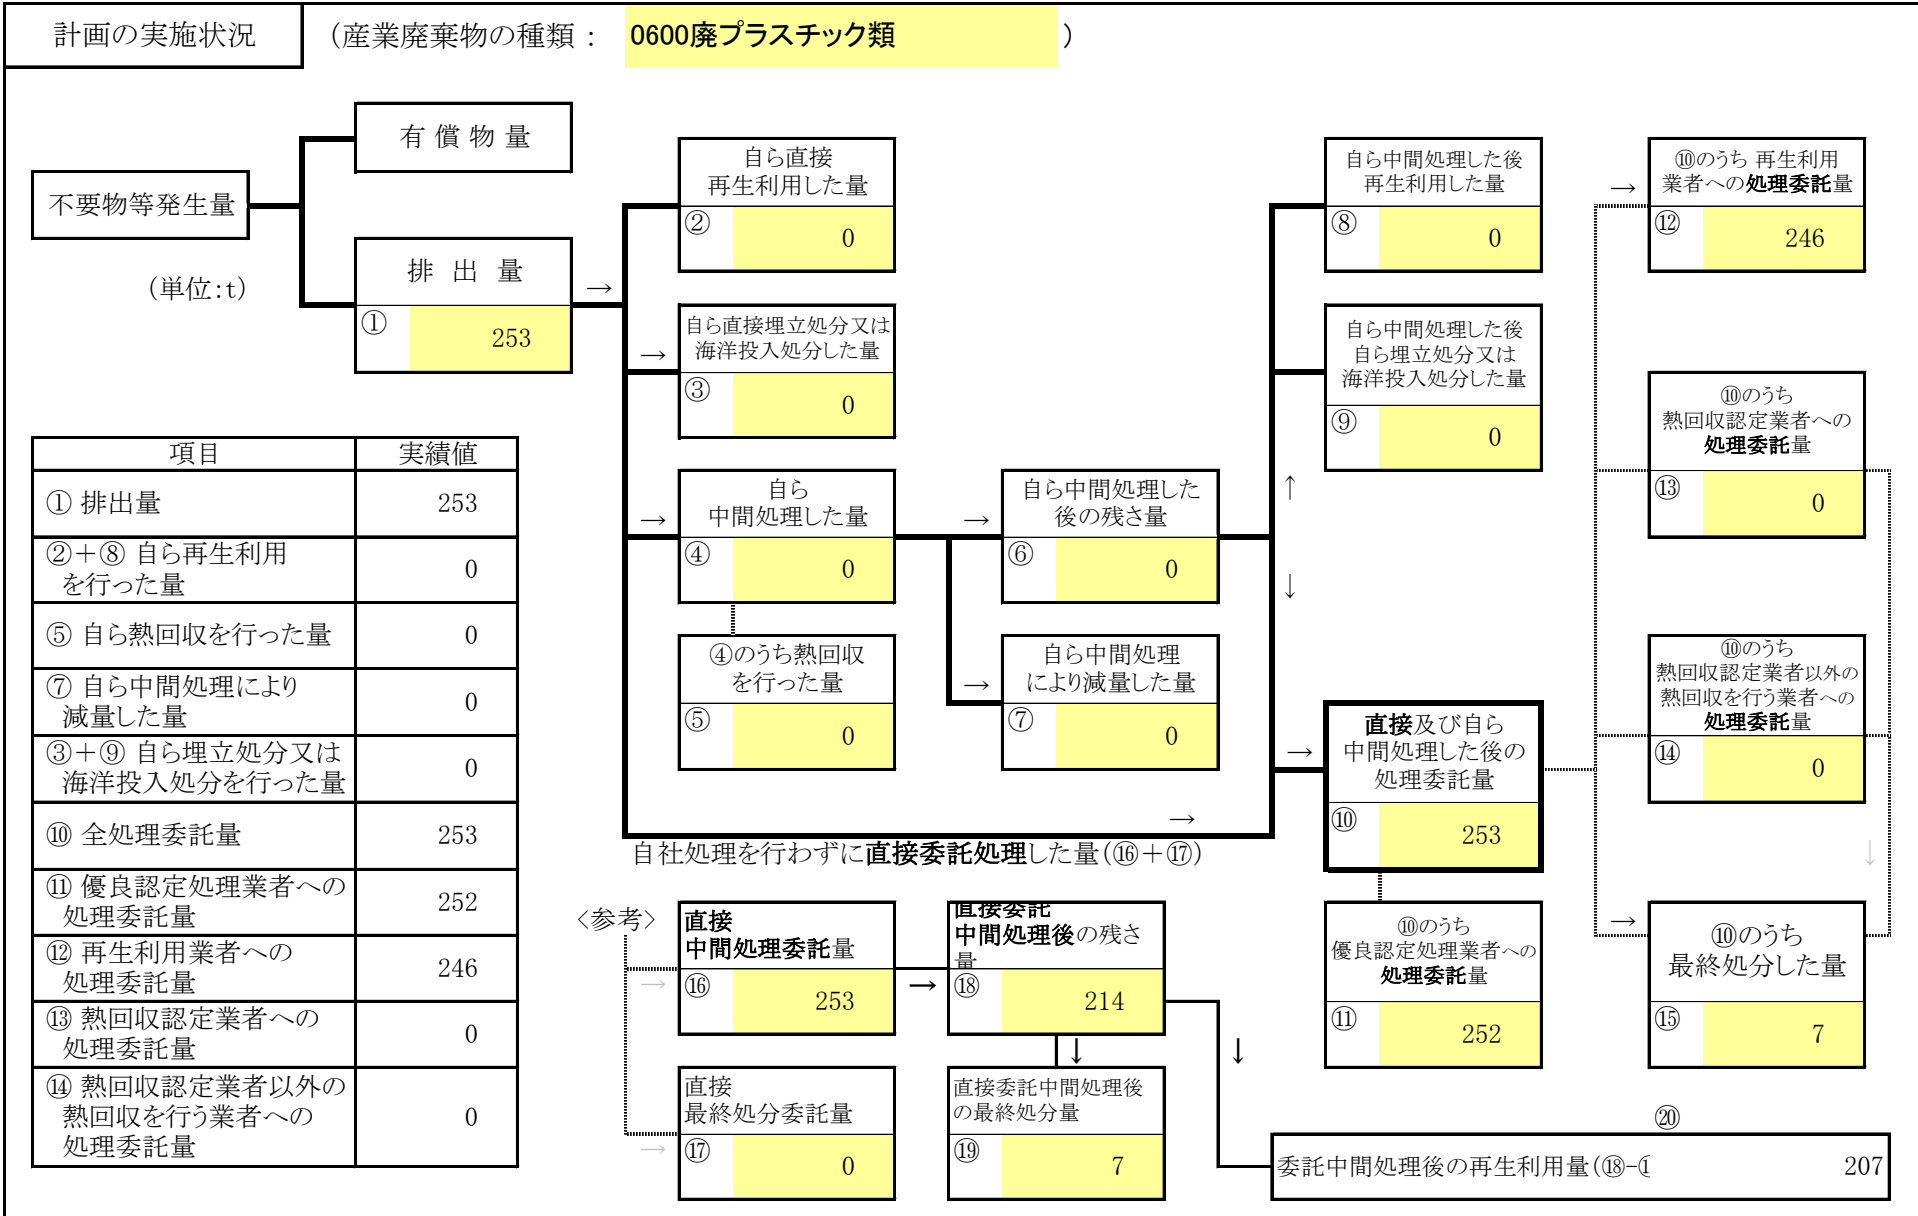 計画の実施状況
（産業廃棄物の種類： 0600廃プラスチック類 ）
有 償 物 量
不要物等発生量
（単位:t）
排 出 量
→
① 253
自ら直接
再生利用した量
② 0
自ら直接埋立処分又は
海洋投入処分した量
→
③ 0
自ら
中間処理した量
→
④ 0
④のうち熱回収
を行った量
⑤ 0
自ら中間処理した
後の残さ量
→
⑥ 0
自ら中間処理
により減量した量
→
⑦ 0
自ら中間処理した後
再生利用した量
⑧ 0
自ら中間処理した後
自ら埋立処分又は
海洋投入処分した量
⑨ 0
↑
↓
→
直接及び自ら
中間処理した後の
処理委託量
⑩ 253
⑩のうち
優良認定処理業者への
処理委託量
⑪ 252
→
⑩のうち 再生利用
業者への処理委託量
⑫ 246
⑩のうち
熱回収認定業者への
処理委託量
⑬ 0
⑩のうち
熱回収認定業者以外の
熱回収を行う業者への
処理委託量
⑭ 0
↓
→
⑩のうち
最終処分した量
⑮ 7
→
自社処理を行わずに直接委託処理した量（⑯＋⑰）
〈参考〉
直接
中間処理委託量
→
⑯ 253
直接
最終処分委託量
→
⑰ 0
→
直接委託
中間処理後の残さ
量
⑱ 214
↓
直接委託中間処理後
の最終処分量
⑲ 7
↓
⑳
委託中間処理後の再生利用量（⑱-
207
項目 実績値
① 排出量 253
②＋⑧ 自ら再生利用
を行った量 0
⑤ 自ら熱回収を行った量 0
⑦ 自ら中間処理により
減量した量 0
③＋⑨ 自ら埋立処分又は
海洋投入処分を行った量 0
⑩ 全処理委託量 253
⑪ 優良認定処理業者への
処理委託量 252
⑫ 再生利用業者への
処理委託量 246
⑬ 熱回収認定業者への
処理委託量 0
⑭ 熱回収認定業者以外の
熱回収を行う業者への
処理委託量 0